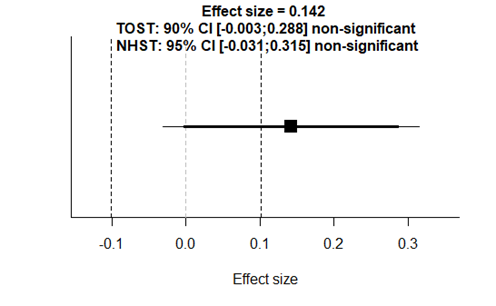 Effect size = 0.142
TOST: 90% CI [-0.003;0.288] non-significant
NHST: 95% CI [-0.031;0.315] non-significant
-0.1 0.0 0.1 0.2 0.3
Effect size